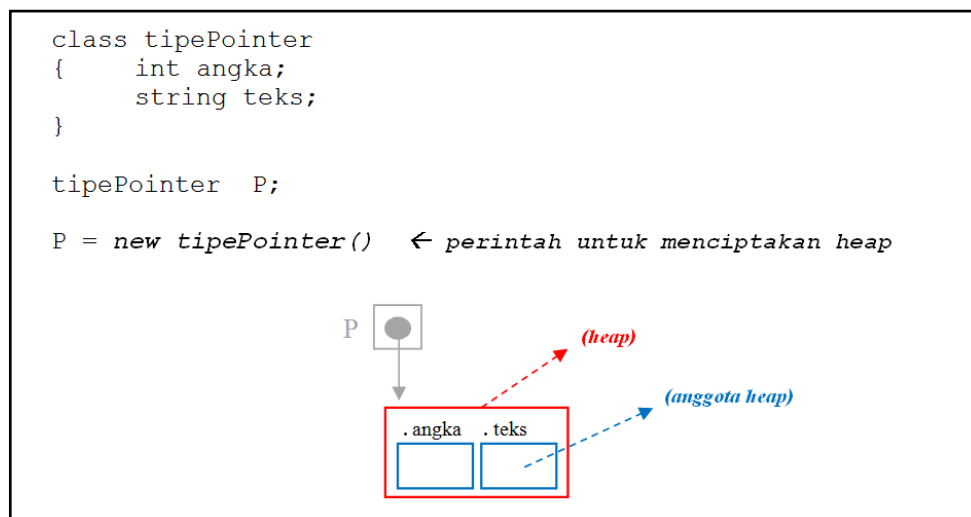 class tipePointer
{ int angka;
string teks;
}
tipePointer P;
P = new tipePointer() ← perintah untuk menciptakan heap
P
(heap)
(anggota heap)
.angka .teks